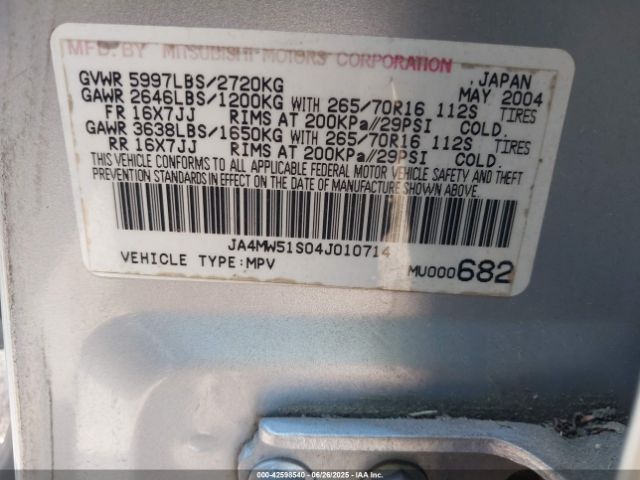 MFD. BY MITSUBISHI MOTORS CORPORATION
GVWR 5997LBS/2720KG JAPAN
GAWR 2646LBS/1200KG WITH 265/70R16 112S MAY 2004
FR 16X7JJ RIMS AT 200KPa//29PSI COLD. TIRES
GAWR 3638LBS/1650KG WITH 265/70R16 112S TIRES
RR 16X7JJ RIMS AT 200KPa//29PSI COLD.
THIS VEHICLE CONFORMS TO ALL APPLICABLE FEDERAL MOTOR VEHICLE SAFETY AND THEFT
PREVENTION STANDARDS IN EFFECT ON THE DATE OF MANUFACTURE SHOWN ABOVE.
JA4MW51S04J010714
VEHICLE TYPE:MPV MU000682
000-42598540 - 06/26/2025 - IAAI.COM